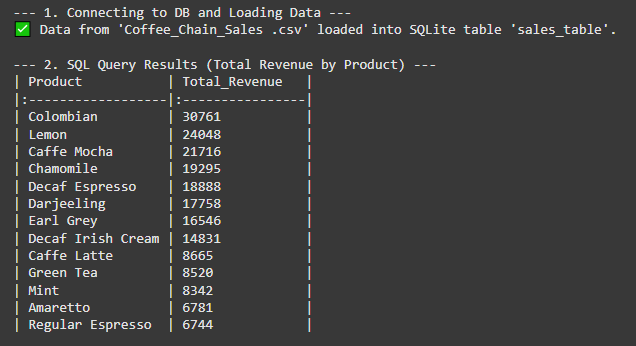 --- 1. Connecting to DB and Loading Data ---
✅ Data from 'Coffee_Chain_Sales .csv' loaded into SQLite table 'sales_table'.
--- 2. SQL Query Results (Total Revenue by Product) ---
| Product          | Total_Revenue   |
|:-----------------|:----------------|
| Colombian        | 30761           |
| Lemon            | 24048           |
| Caffe Mocha      | 21716           |
| Chamomile        | 19295           |
| Decaf Espresso   | 18888           |
| Darjeeling       | 17758           |
| Earl Grey        | 16546           |
| Decaf Irish Cream | 14831           |
| Caffe Latte      | 8665            |
| Green Tea        | 8520            |
| Mint             | 8342            |
| Amaretto         | 6781            |
| Regular Espresso | 6744            |